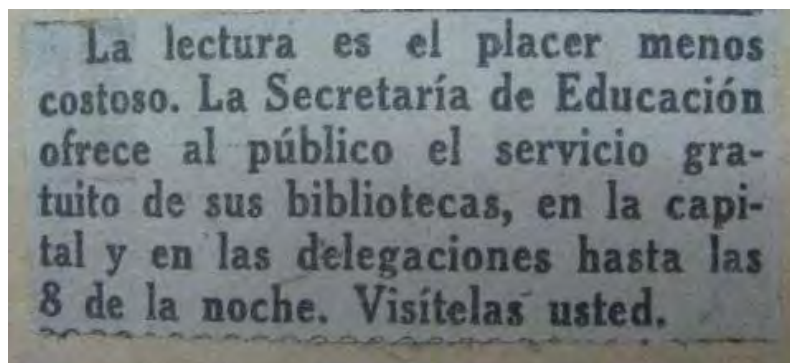 La lectura es el placer menos
costoso. La Secretaría de Educación
ofrece al público el servicio gra-
tuito de sus bibliotecas, en la capi-
tal y en las delegaciones hasta las
8 de la noche. Visítelas usted.